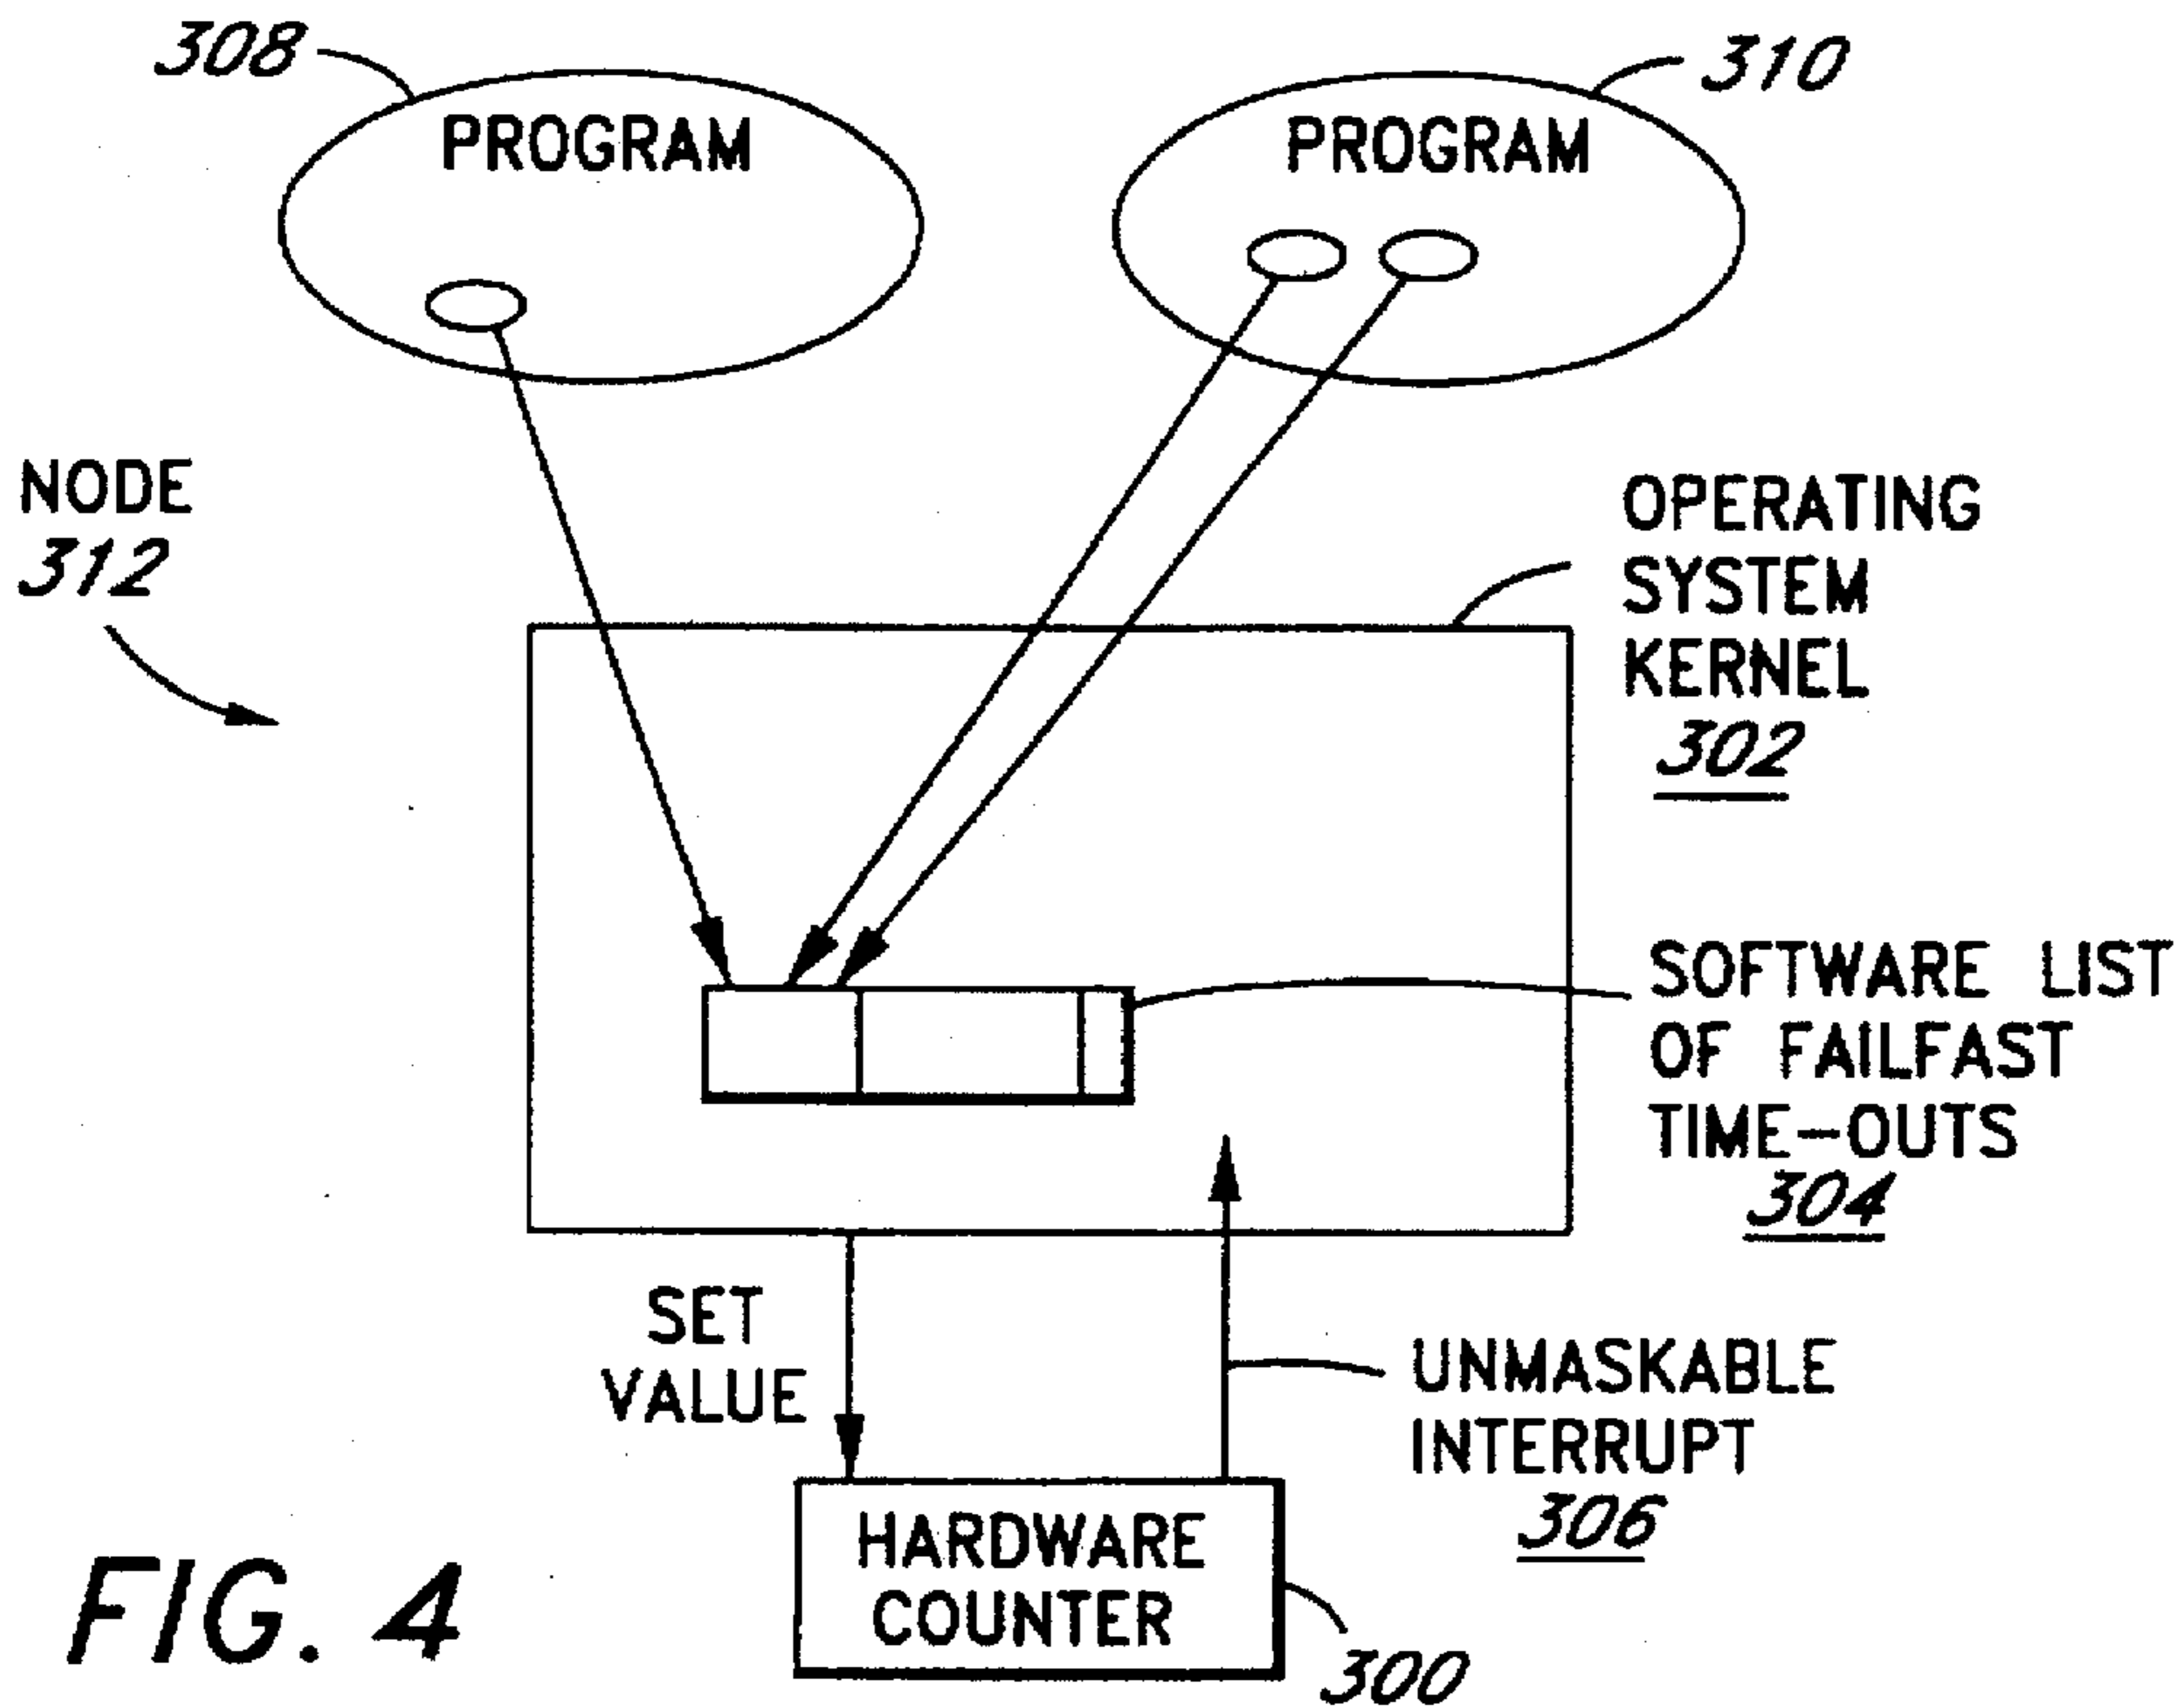 308
310
PROGRAM
PROGRAM
NODE
312
OPERATING
SYSTEM
KERNEL
302
SOFTWARE LIST
OF FAILFAST
TIME-OUTS
304
SET
VALUE
UNMASKABLE
INTERRUPT
306
HARDWARE
COUNTER
300
FIG. 4